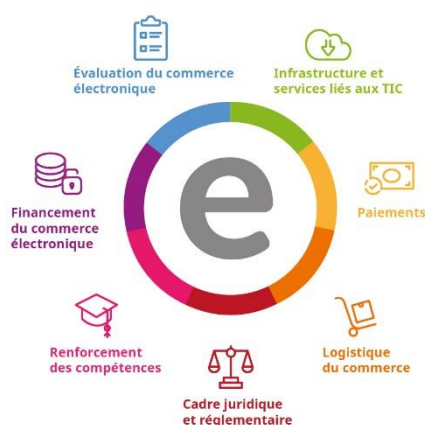 Évaluation du commerce
électronique
Infrastructure et
services liés aux TIC
Paiements
Logistique
du commerce
Cadre juridique
et réglementaire
Renforcement
des compétences
Financement
du commerce
électronique
e